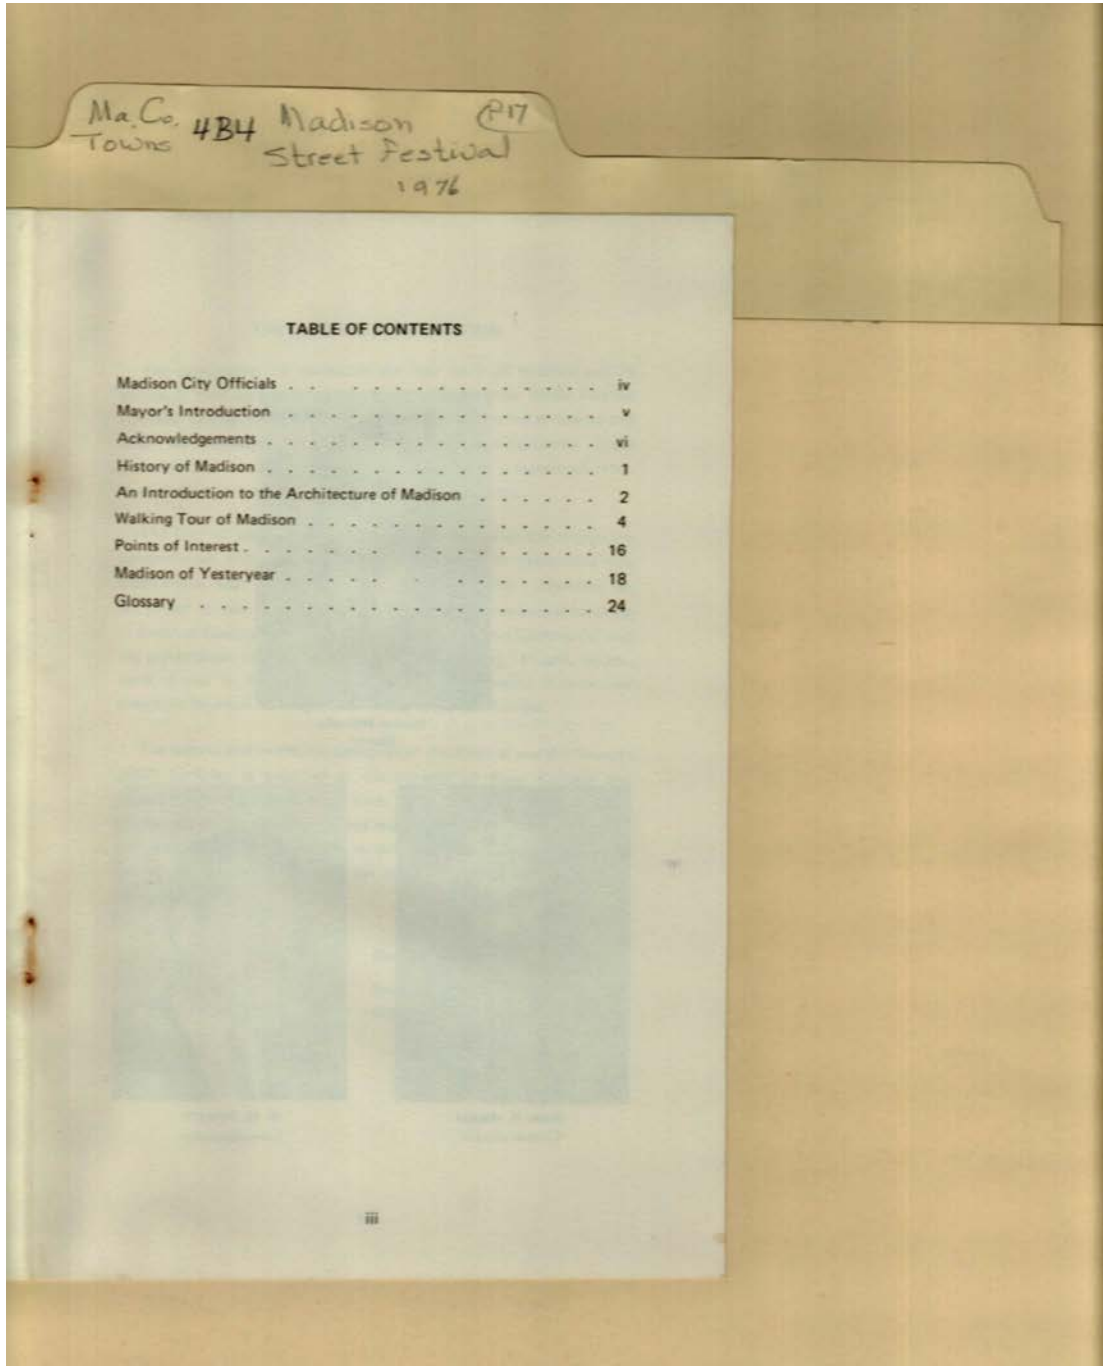 Ma. Co. 4B4 Madison P17
Towns Street Festival
1976
TABLE OF CONTENTS
Madison City Officials . . . . . . . . . . . . . . . iv
Mayor's Introduction . . . . . . . . . . . . . . . . v
Acknowledgements . . . . . . . . . . . . . . . . . vi
History of Madison . . . . . . . . . . . . . . . . . 1
An Introduction to the Architecture of Madison . . . . . . 2
Walking Tour of Madison . . . . . . . . . . . . . . 4
Points of Interest . . . . . . . . . . . . . . . . 16
Madison of Yesteryear . . . . . . . . . . . . 18
Glossary . . . . . . . . . . . . . . . . . . . 24
iii